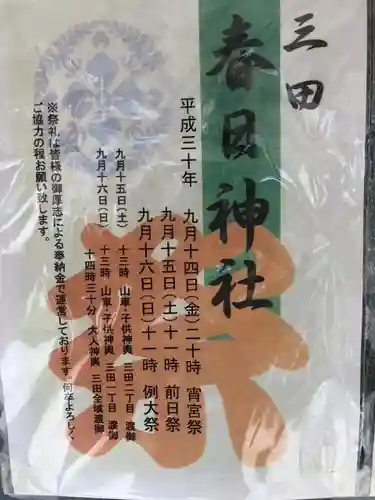 三田
春日神社
平成三十年
九月十四日(金)二十時 宵宮祭
九月十五日(土)十一時 前日祭
九月十六日(日)十一時 例大祭
九月十五日(土) 十三時 山車・子供神輿 三田二丁目 渡御
九月十六日(日) 十三時 山車・子供神輿 三田一丁目 渡御
十四時三十分 大人神輿 三田全域渡御
※祭礼は皆様の御厚志による奉納金で運営しております。何卒よろしく
ご協力の程お願い致します。
祭